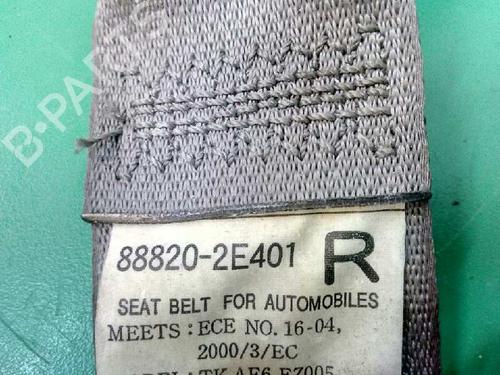 B-PARTS
88820-2E401 R
SEAT BELT FOR AUTOMOBILES
MEETS : ECE NO. 16-04,
2000/3/EC